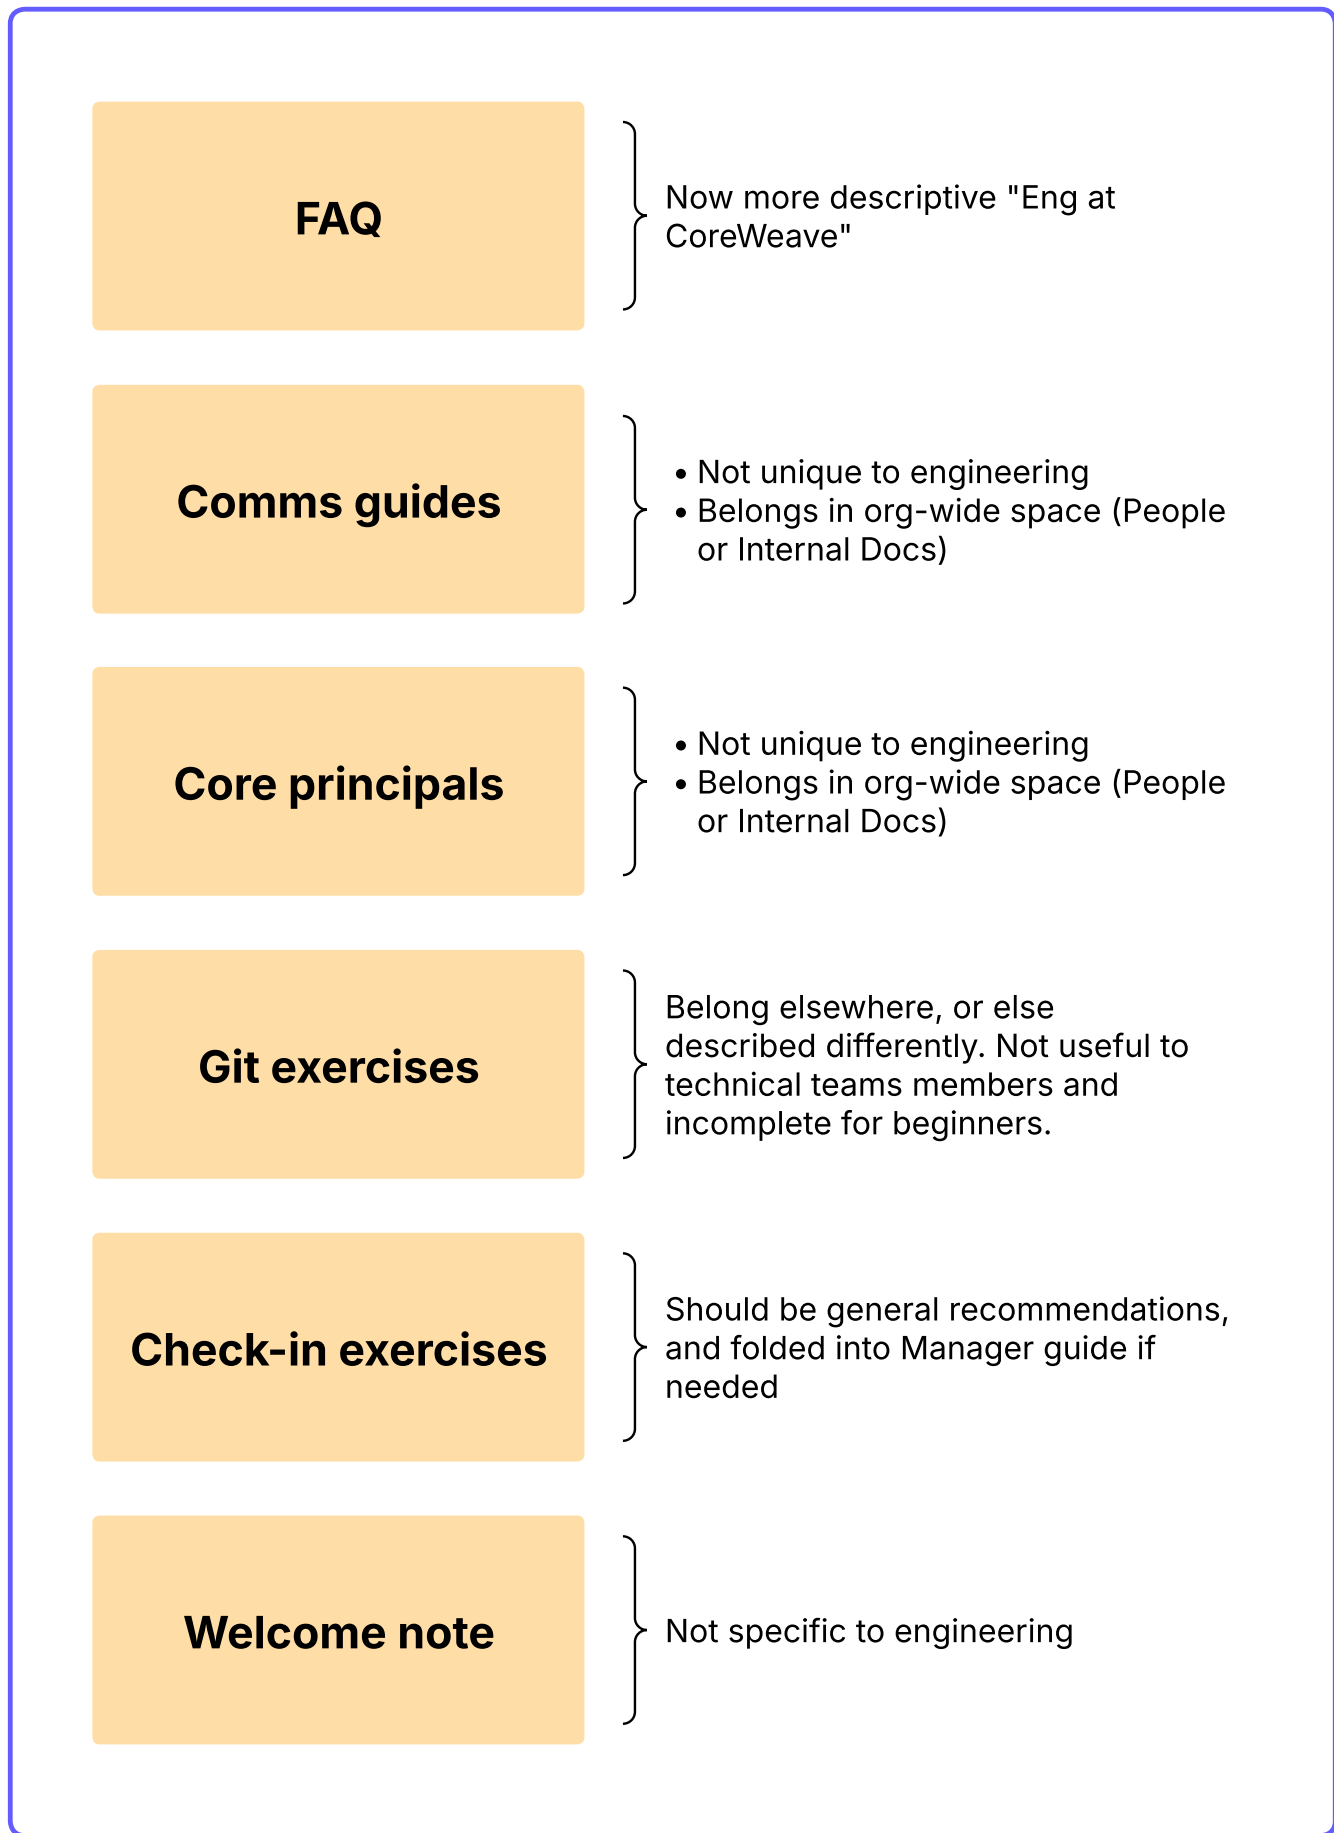 FAQ
Now more descriptive "Eng at
CoreWeave"
Comms guides
• Not unique to engineering
• Belongs in org-wide space (People
or Internal Docs)
Core principals
• Not unique to engineering
• Belongs in org-wide space (People
or Internal Docs)
Git exercises
Belong elsewhere, or else
described differently. Not useful to
technical teams members and
incomplete for beginners.
Check-in exercises
Should be general recommendations,
and folded into Manager guide if
needed
Welcome note
Not specific to engineering